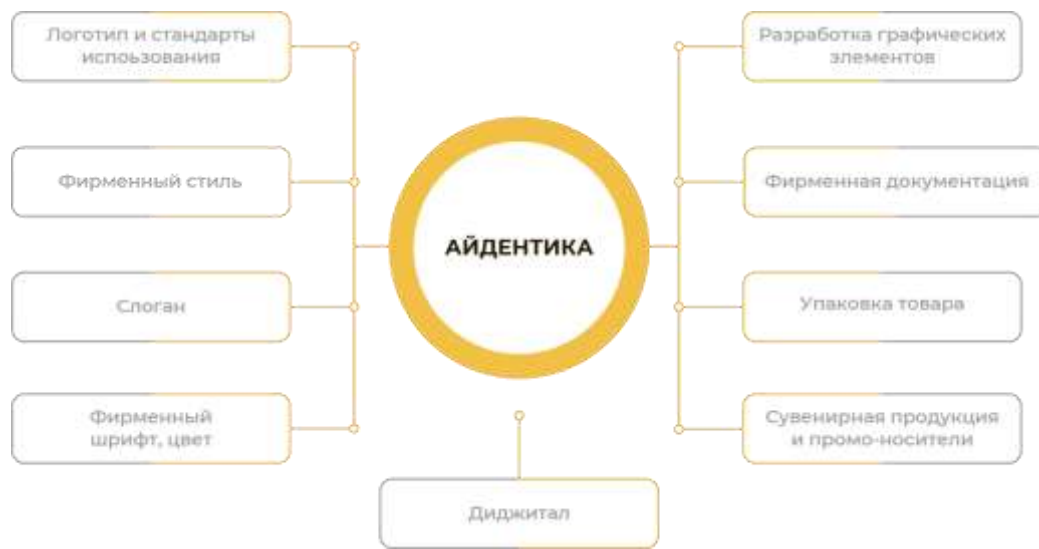 Логотип и стандарты
испоьзования
Фирменный стиль
Слоган
Фирменный
шрифт, цвет
АЙДЕНТИКА
Диджитал
Разработка графических
элементов
Фирменная документация
Упаковка товара
Сувенирная продукция
и промо-носители